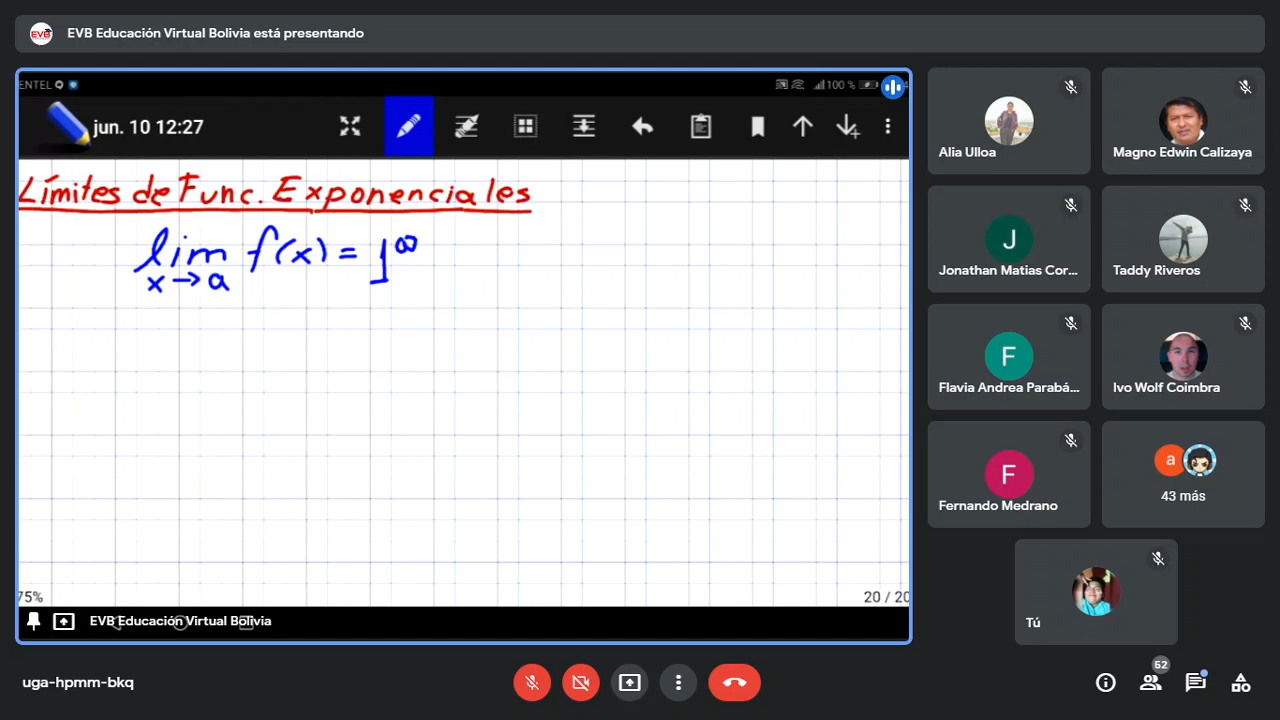 EVB Educación Virtual Bolivia está presentando
ENTEL
100 %
jun. 10 12:27
Límites de Func. Exponenciales
lim f(x) = 1^∞
x → a
75%
20 / 20
EVB Educación Virtual Bolivia
Alia Ulloa
Magno Edwin Calizaya
J
Jonathan Matias Cor...
Taddy Riveros
F
Flavia Andrea Parabá...
Ivo Wolf Coimbra
F
Fernando Medrano
a
43 más
Tú
uga-hpmm-bkq
52